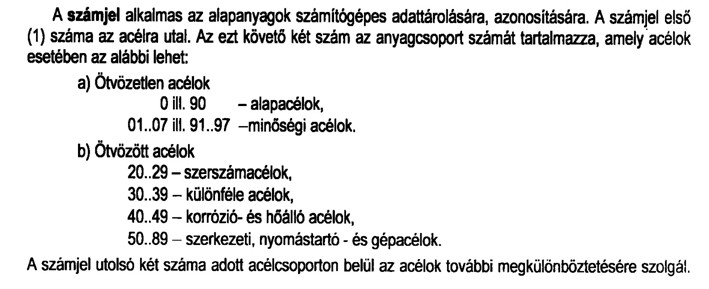 A számjel alkalmas az alapanyagok számítógépes adattárolására, azonosítására. A számjel első
(1) száma az acélra utal. Az ezt követő két szám az anyagcsoport számát tartalmazza, amely acélok
esetében az alábbi lehet:
a) Ötvözetlen acélok
0 ill. 90 – alapacélok,
01..07 ill. 91..97 –minőségi acélok.
b) Ötvözött acélok
20..29 – szerszámacélok,
30..39 – különféle acélok,
40..49 – korrózió- és hőálló acélok,
50..89 – szerkezeti, nyomástartó - és gépacélok.
A számjel utolsó két száma adott acélcsoporton belül az acélok további megkülönböztetésére szolgál.